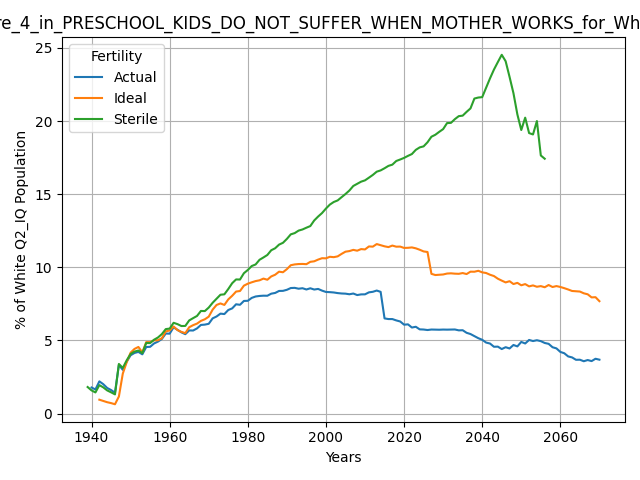 re_4_in_PRESCHOOL_KIDS_DO_NOT_SUFFER_WHEN_MOTHER_WORKS_for_Wh
25
20
15
10
5
0
% of White Q2_IQ Population
Fertility
Actual
Ideal
Sterile
1940 1960 1980 2000 2020 2040 2060
Years